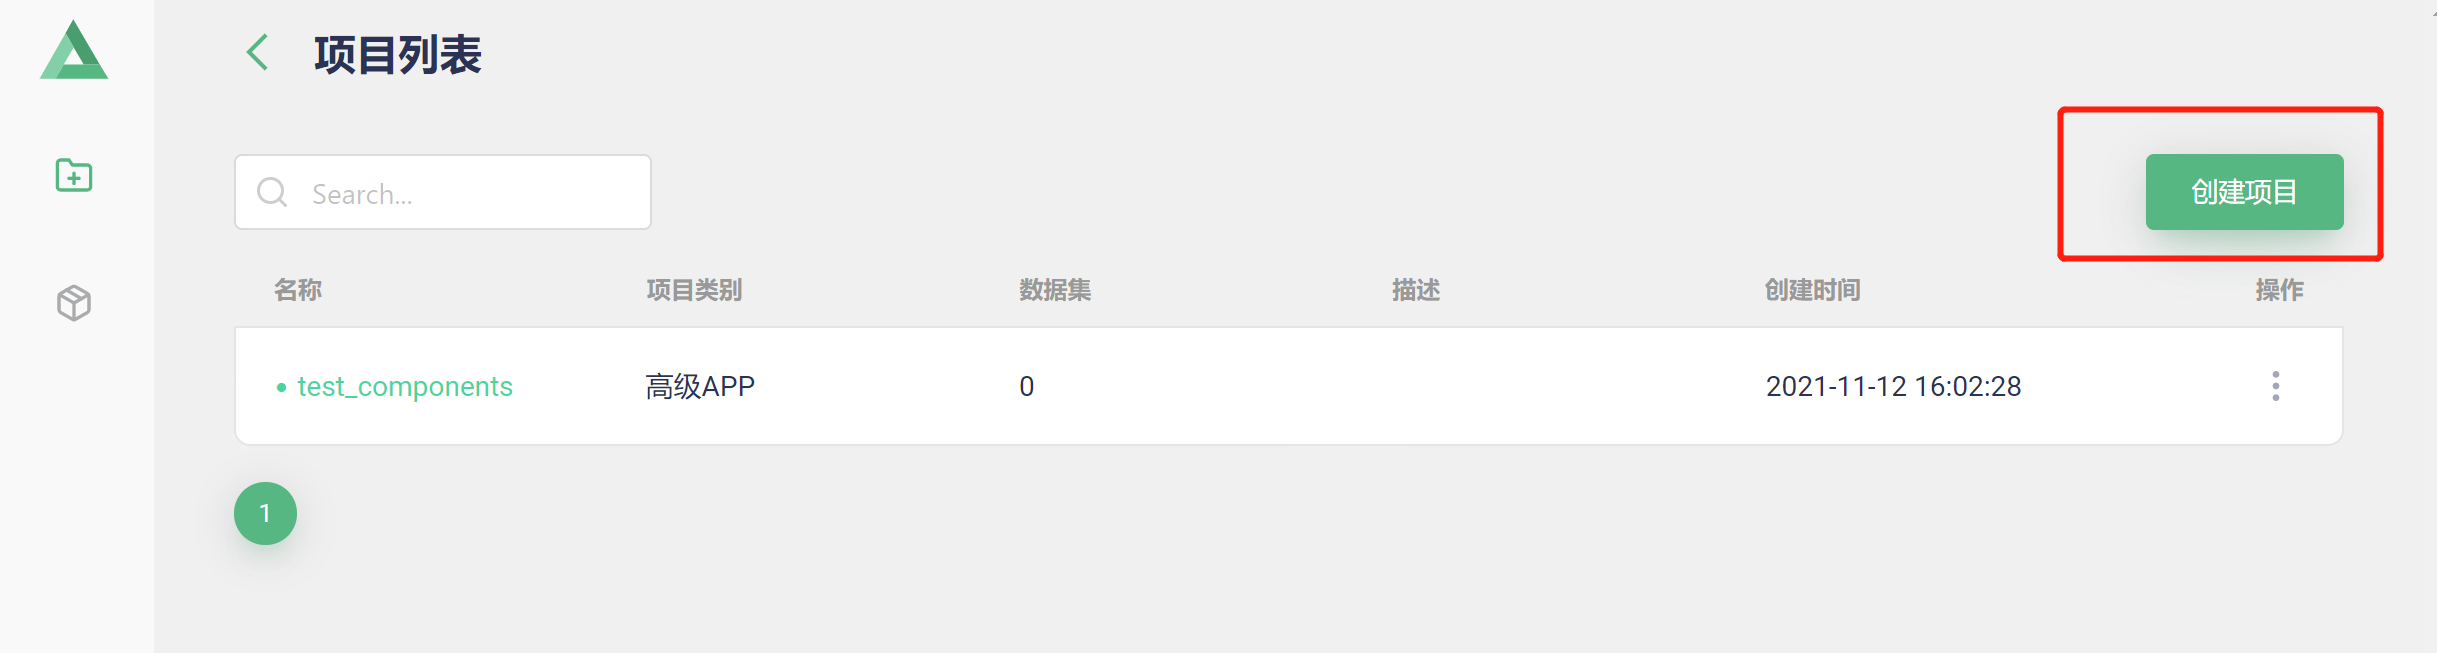 项目列表
Search...
创建项目
名称 项目类别 数据集 描述 创建时间 操作
test_components 高级APP 0 2021-11-12 16:02:28
1